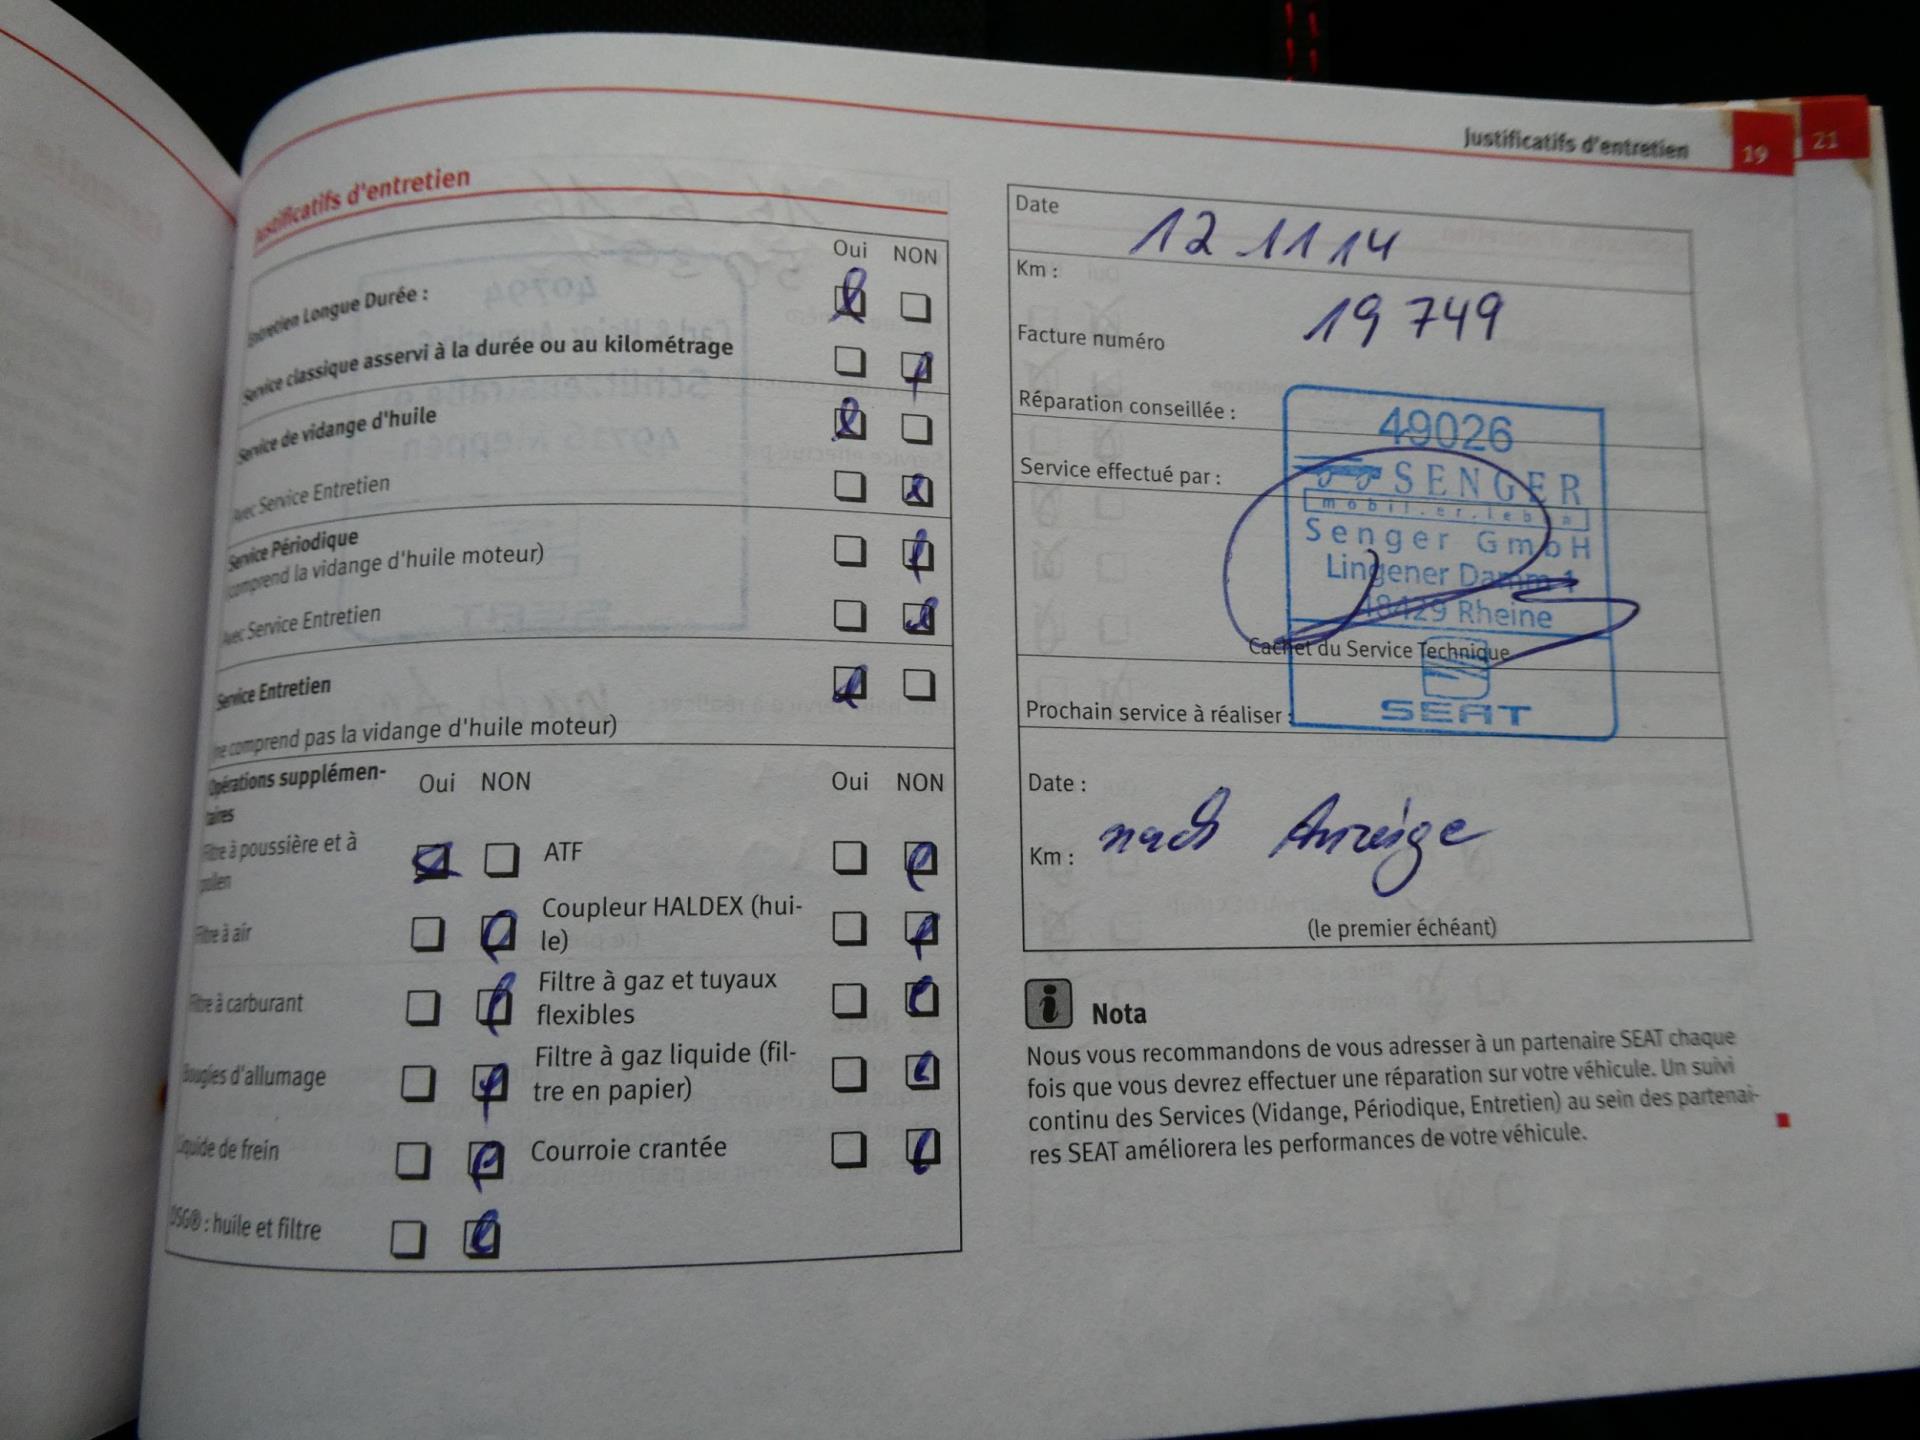 Justificatifs d'entretien 19 21
Justificatifs d'entretien
Oui NON
Entretien Longue Durée :
Service classique asservi à la durée ou au kilométrage
Service de vidange d'huile
Avec Service Entretien
Service Périodique
(comprend la vidange d'huile moteur)
Avec Service Entretien
Service Entretien
(ne comprend pas la vidange d'huile moteur)
Opérations supplémen-
taires
Oui NON
Oui NON
Filtre à poussière et à
pollen
ATF
Filtre à air
Coupleur HALDEX (hui-
le)
Filtre à carburant
Filtre à gaz et tuyaux
flexibles
Bougies d'allumage
Filtre à gaz liquide (fil-
tre en papier)
Liquide de frein
Courroie crantée
DSG® : huile et filtre
Date
12 11 14
Km :
19 749
Facture numéro
Réparation conseillée :
49026
SENGER
mobil.er.leben
Service effectué par :
Senger GmbH
Lingener Damm 1
48429 Rheine
Cachet du Service Technique
SEAT
Prochain service à réaliser :
Date :
nach Anzeige
Km :
(le premier échéant)
i Nota
Nous vous recommandons de vous adresser à un partenaire SEAT chaque
fois que vous devrez effectuer une réparation sur votre véhicule. Un suivi
continu des Services (Vidange, Périodique, Entretien) au sein des partenai-
res SEAT améliorera les performances de votre véhicule.